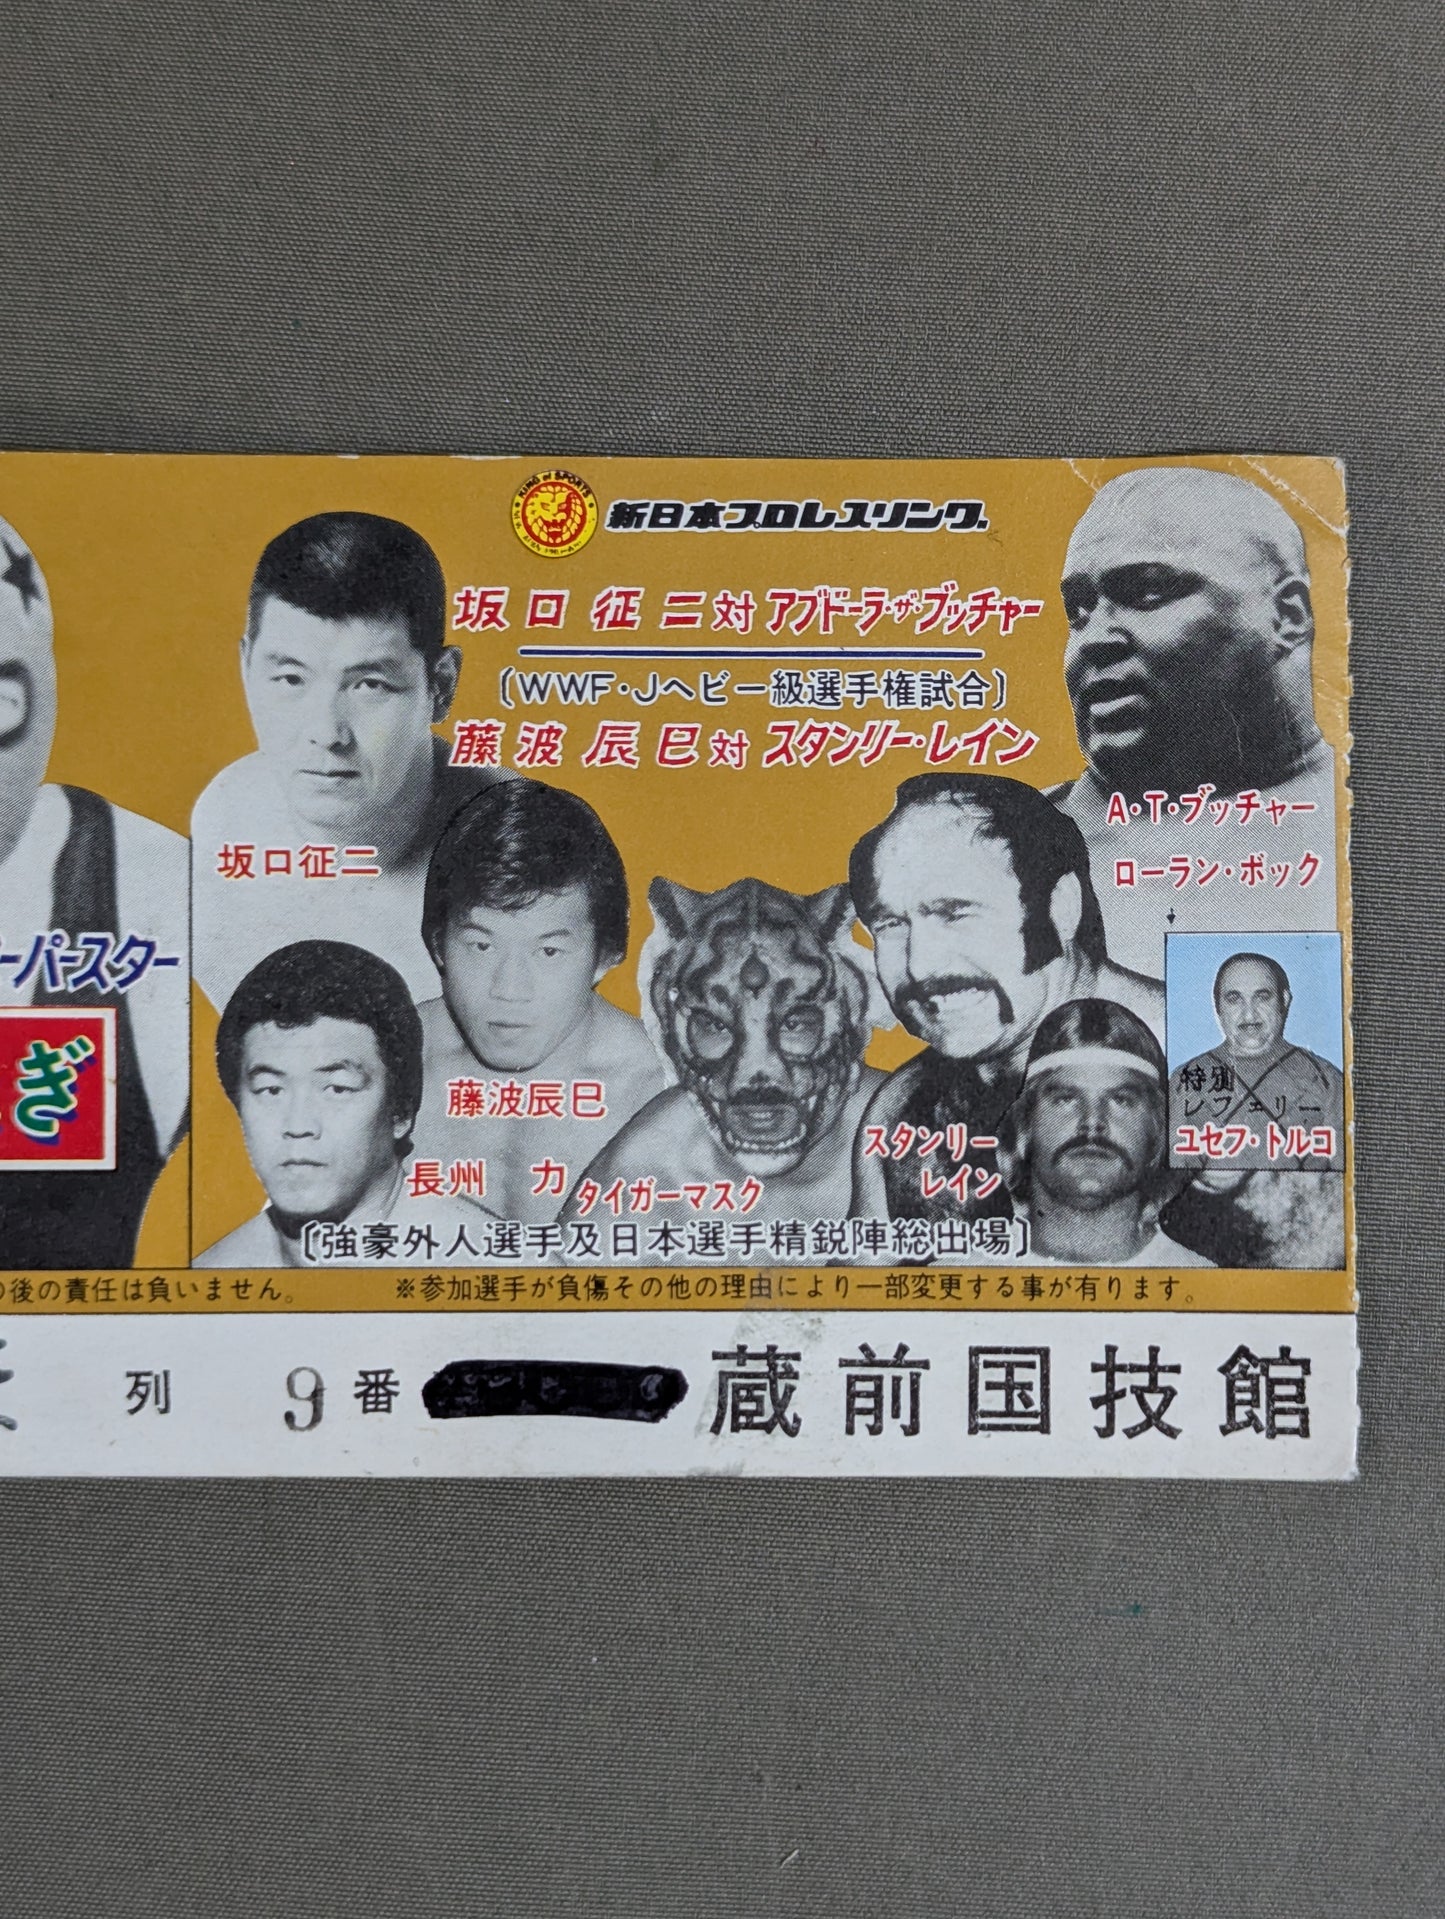 KING of SPORTS
新日本プロレスリング.
坂口征二対アブドーラ・ザ・ブッチャー
〔WWF・Jヘビー級選手権試合〕
藤波辰巳対スタンリー・レイン
A・T・ブッチャー
坂口征二
ローラン・ボック
ーパースター
ぎ
特別
レフェリー
ユセフ・トルコ
藤波辰巳
スタンリー
レイン
長州 力
タイガーマスク
〔強豪外人選手及日本選手精鋭陣総出場〕
の後の責任は負いません。 ※参加選手が負傷その他の理由により一部変更する事が有ります。
列 9 番 蔵前国技館